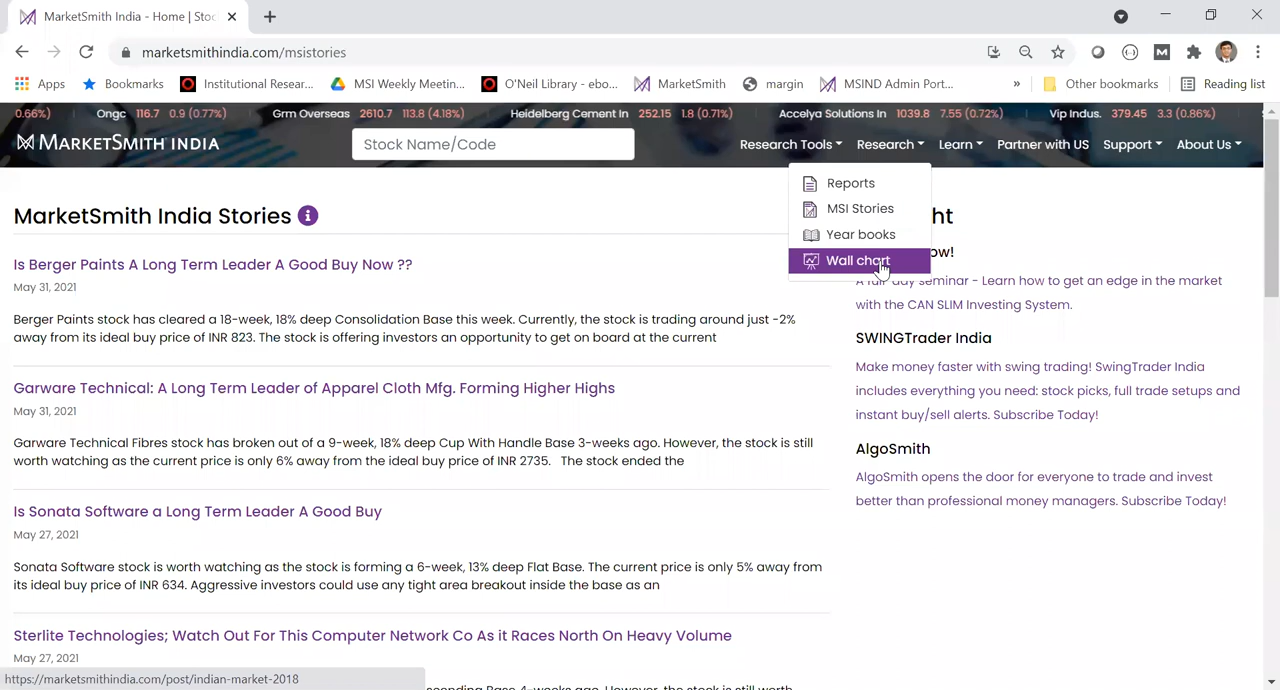 MarketSmith India - Home | Stoc
marketsmithindia.com/msistories
Apps Bookmarks Institutional Resear... MSI Weekly Meetin... O'Neil Library - ebo... MarketSmith margin MSIND Admin Port... » Other bookmarks Reading list
0.66%) Ongc 116.7 0.9 (0.77%) Grm Overseas 2610.7 113.8 (4.18%) Heidelberg Cement In 252.15 1.8 (0.71%) Accelya Solutions In 1039.8 7.55 (0.72%) Vip Indus. 379.45 3.3 (0.86%)
MARKETSMITH INDIA Stock Name/Code Research Tools Research Learn Partner with US Support About Us
Reports
MSI Stories
Year books
Wall chart
MarketSmith India Stories
Is Berger Paints A Long Term Leader A Good Buy Now ??
May 31, 2021
Berger Paints stock has cleared a 18-week, 18% deep Consolidation Base this week. Currently, the stock is trading around just -2%
away from its ideal buy price of INR 823. The stock is offering investors an opportunity to get on board at the current
Garware Technical: A Long Term Leader of Apparel Cloth Mfg. Forming Higher Highs
May 31, 2021
Garware Technical Fibres stock has broken out of a 9-week, 18% deep Cup With Handle Base 3-weeks ago. However, the stock is still
worth watching as the current price is only 6% away from the ideal buy price of INR 2735. The stock ended the
Is Sonata Software a Long Term Leader A Good Buy
May 27, 2021
Sonata Software stock is worth watching as the stock is forming a 6-week, 13% deep Flat Base. The current price is only 5% away from
its ideal buy price of INR 634. Aggressive investors could use any tight area breakout inside the base as an
Sterlite Technologies; Watch Out For This Computer Network Co As it Races North On Heavy Volume
May 27, 2021
Base 4-weeks ago. However, the stock is still worth
https://marketsmithindia.com/post/indian-market-2018
ht
ow!
A full-day seminar - Learn how to get an edge in the market
with the CAN SLIM Investing System.
SWINGTrader India
Make money faster with swing trading! SwingTrader India
includes everything you need: stock picks, full trade setups and
instant buy/sell alerts. Subscribe Today!
AlgoSmith
AlgoSmith opens the door for everyone to trade and invest
better than professional money managers. Subscribe Today!